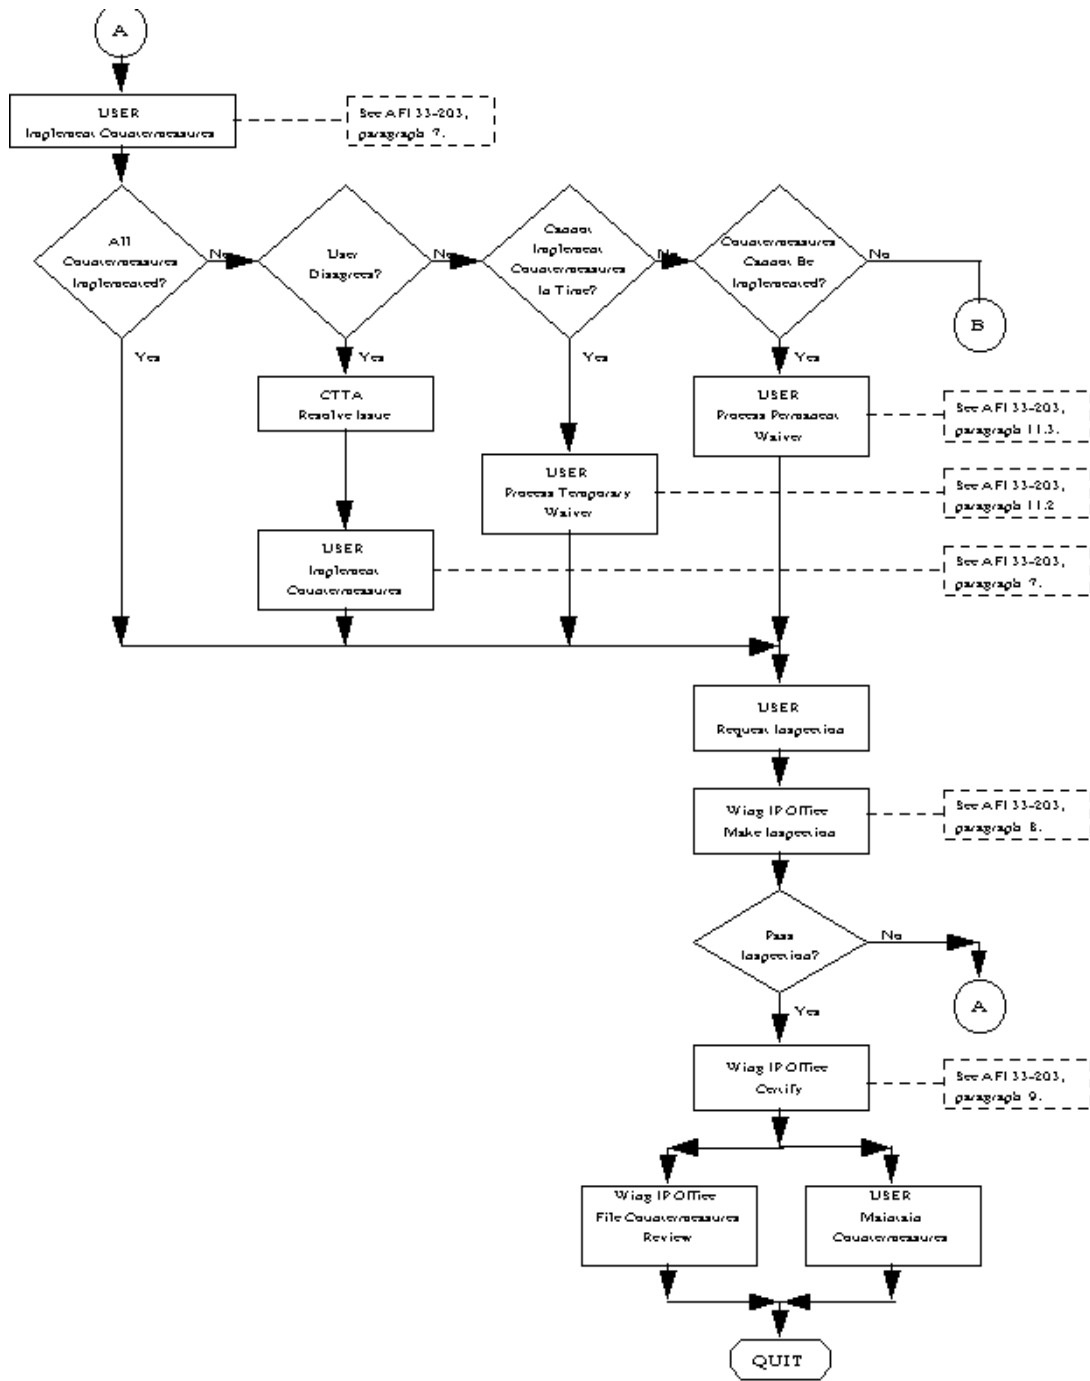 A
USER
Implement Countermeasures
See AFI 33-203,
paragraph 7.
All
Countermeasures
Implemented?
No
User
Disagrees?
No
Cannot
Implement
Countermeasures
In Time?
No
Countermeasures
Cannot Be
Implemented?
No
B
Yes
Yes
Yes
Yes
CTTA
Resolve Issue
USER
Process Permanent
Waiver
See AFI 33-203,
paragraph 11.3.
USER
Process Temporary
Waiver
See AFI 33-203,
paragraph 11.2
USER
Implement
Countermeasures
See AFI 33-203,
paragraph 7.
USER
Request Inspection
Wing IP Office
Make Inspection
See AFI 33-203,
paragraph 8.
Pass
Inspection?
No
A
Yes
Wing IP Office
Certify
See AFI 33-203,
paragraph 9.
Wing IP Office
File Countermeasures
Review
USER
Maintain
Countermeasures
QUIT